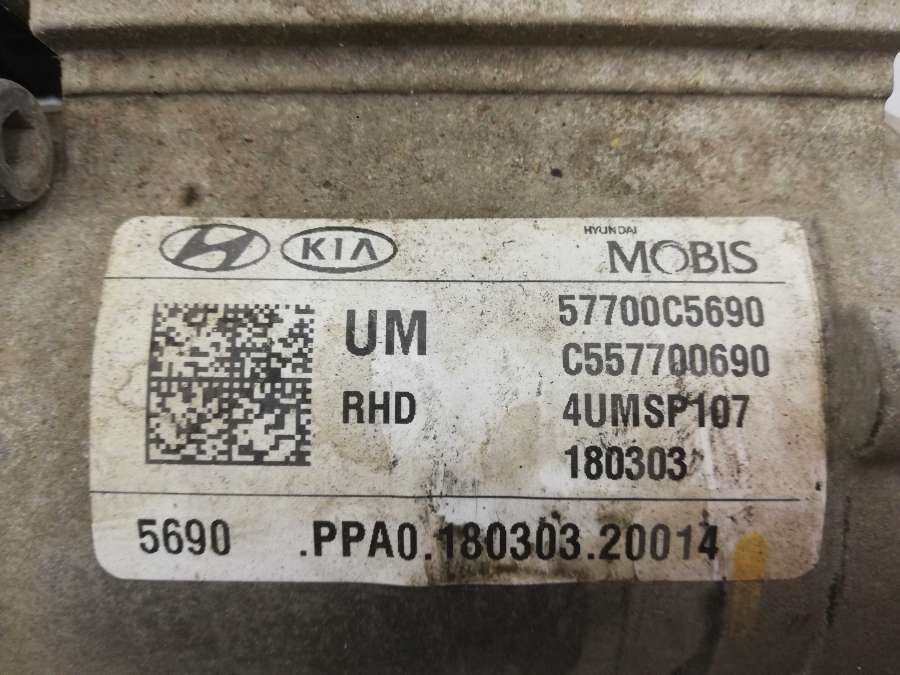 KIA
HYUNDAI
MOBIS
UM
57700C5690
C557700690
RHD
4UMSP107
180303
5690 .PPA0.180303.20014